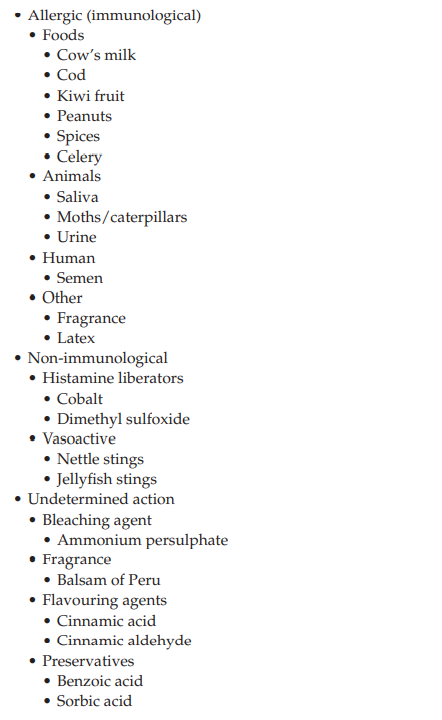 • Allergic (immunological)
• Foods
• Cow's milk
• Cod
• Kiwi fruit
• Peanuts
• Spices
• Celery
• Animals
• Saliva
• Moths/caterpillars
• Urine
• Human
• Semen
• Other
• Fragrance
• Latex
• Non-immunological
• Histamine liberators
• Cobalt
• Dimethyl sulfoxide
• Vasoactive
• Nettle stings
• Jellyfish stings
• Undetermined action
• Bleaching agent
• Ammonium persulphate
• Fragrance
• Balsam of Peru
• Flavouring agents
• Cinnamic acid
• Cinnamic aldehyde
• Preservatives
• Benzoic acid
• Sorbic acid